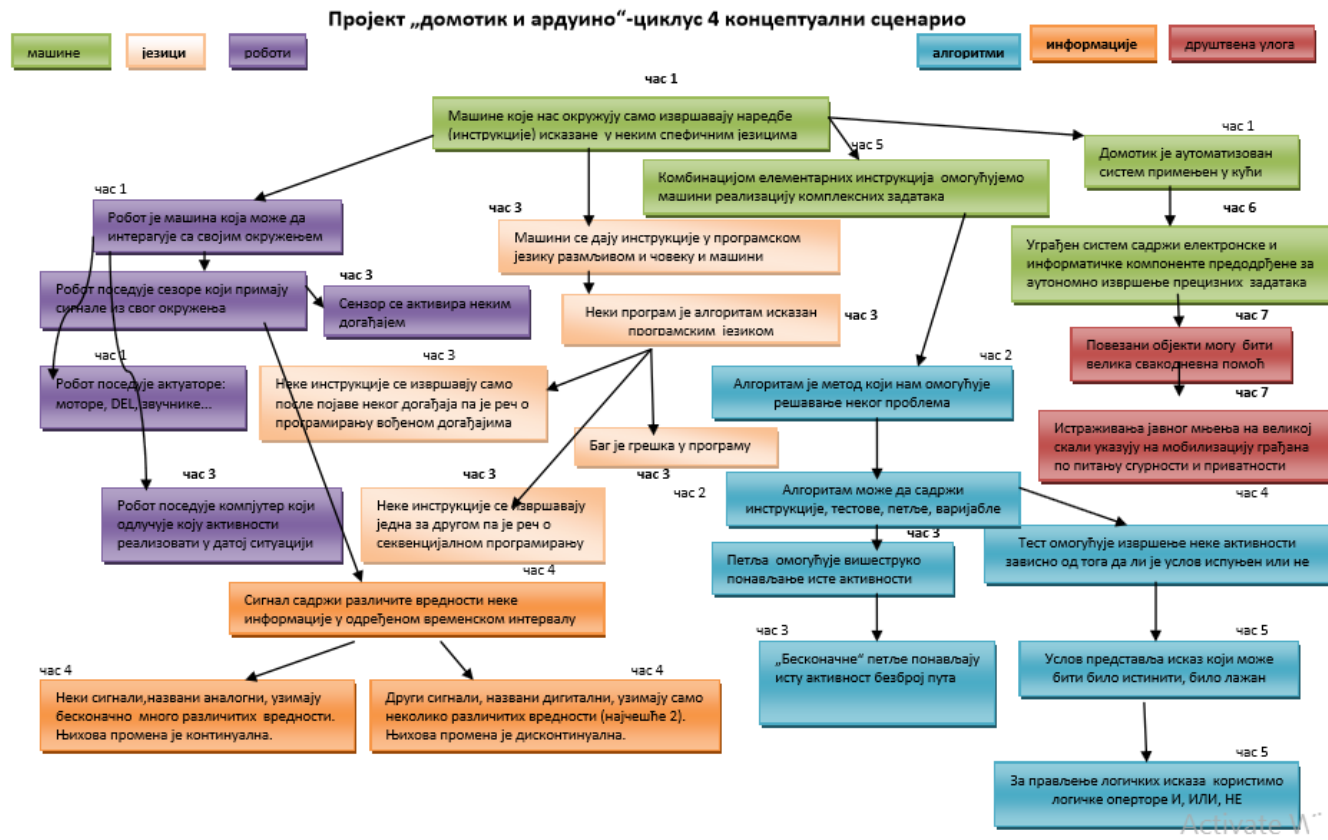 Пројект „домотик и ардуино“-циклус 4 концептуални сценарио
машине
језици
роботи
алгоритми
информације
друштвена улога
час 1
Машине које нас окружују само извршавају наредбе
(инструкције) исказане у неким спефичним језицима
час 1
Домотик је аутоматизован
систем примењен у кући
час 5
Комбинацијом елементарних инструкција омогућујемо
машини реализацију комплексних задатака
час 1
Робот је машина која може да
интерагује са својим окружењем
час 3
Машини се дају инструкције у програмском
језику размљивом и човеку и машини
час 6
Уграђен систем садржи електронске и
информатичке компоненте предодрђене за
аутономно извршење прецизних задатака
Робот поседује сезоре који примају
сигнале из свог окружења
час 3
Сензор се активира неким
догађајем
Неки програм је алгоритам исказан
програмским језиком
час 3
час 7
Повезани објекти могу бити
велика свакодневна помоћ
час 1
Робот поседује актуаторе:
моторе, DEL, звучнике...
час 3
Неке инструкције се извршавају само
после појаве неког догађаја па је реч о
програмирању вођеном догађајима
час 2
Алгоритам је метод који нам омогућује
решавање неког проблема
час 7
Истраживања јавног мњења на великој
скали указују на мобилизацију грађана
по питању сгурности и приватности
Баг је грешка у програму
час 3
час 3
Робот поседује компјутер који
одлучује коју активности
реализовати у датој ситуацији
час 3
Неке инструкције се извршавају
једна за другом па је реч о
секвенцијалном програмирању
час 2
Алгоритам може да садржи
инструкције, тестове, петље, варијабле
час 4
Тест омогућује извршење неке активности
зависно од тога да ли је услов испуњен или не
час 3
Петља омогућује вишеструко
понављање исте активности
час 4
Сигнал садржи различите вредности неке
информације у одређеном временском интервалу
час 3
„Бесконачне“ петље понављају
исту активност безброј пута
час 5
Услов представља исказ који може
бити било истинити, било лажан
час 4
Неки сигнали,названи аналогни, узимају
бесконачно много различитих вредности.
Њихова промена је континуална.
час 4
Други сигнали, названи дигитални, узимају само
неколико различитих вредности (најчешће 2).
Њихова промена је дисконтинуална.
час 5
За прављење логичких исказа користимо
логичке оперторе И, ИЛИ, НЕ
Activate W